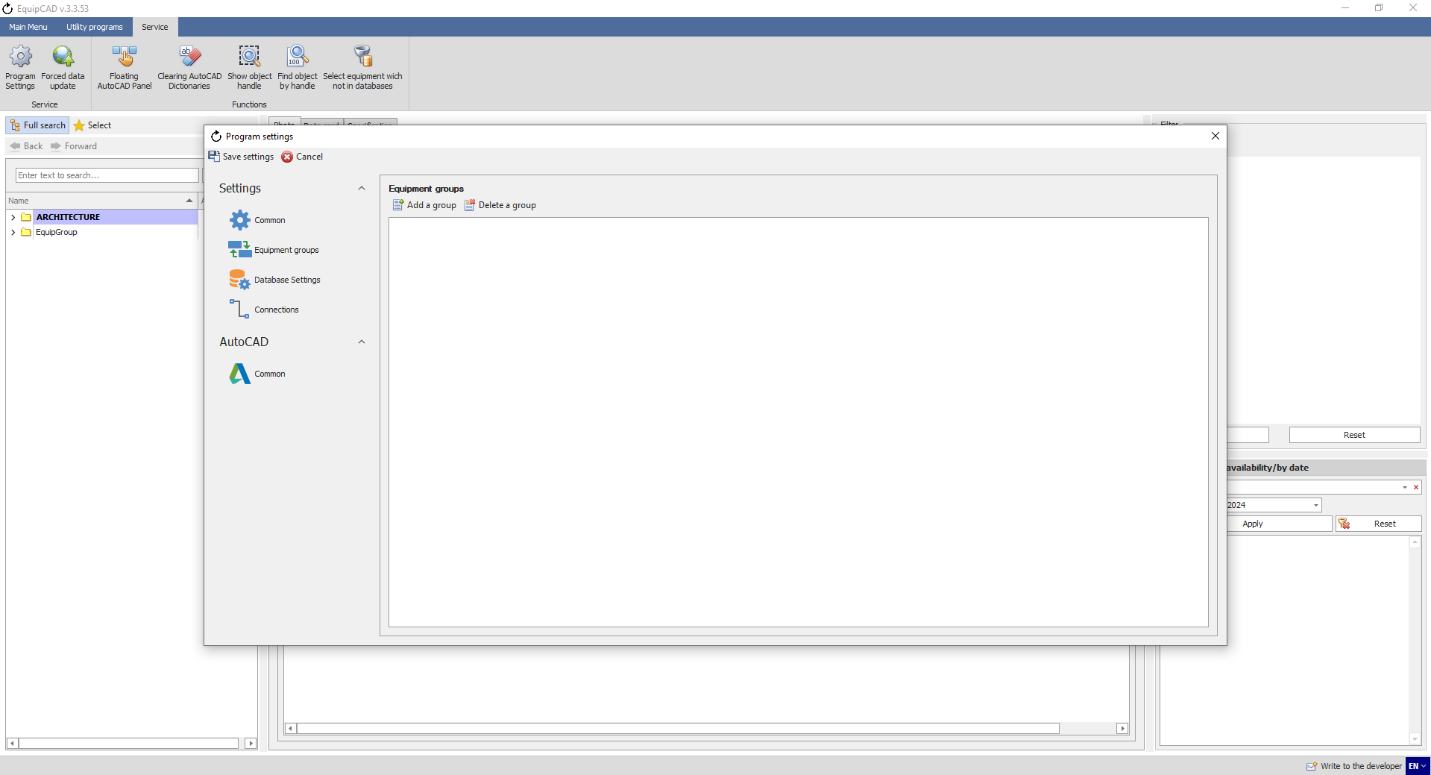 EquipCAD v.3.3.53
Main Menu
Utility programs
Service
Program Settings
Forced data update
Floating AutoCAD Panel
Clearing AutoCAD Dictionaries
Show object handle
Find object by handle
Select equipment wich not in databases
Service
Functions
Full search
Select
Back
Forward
Enter text to search...
Name
ARCHITECTURE
EquipGroup
Program settings
Save settings
Cancel
Settings
Common
Equipment groups
Database Settings
Connections
AutoCAD
Common
Equipment groups
Add a group
Delete a group
Reset
availability/by date
2024
Apply
Reset
Write to the developer
EN